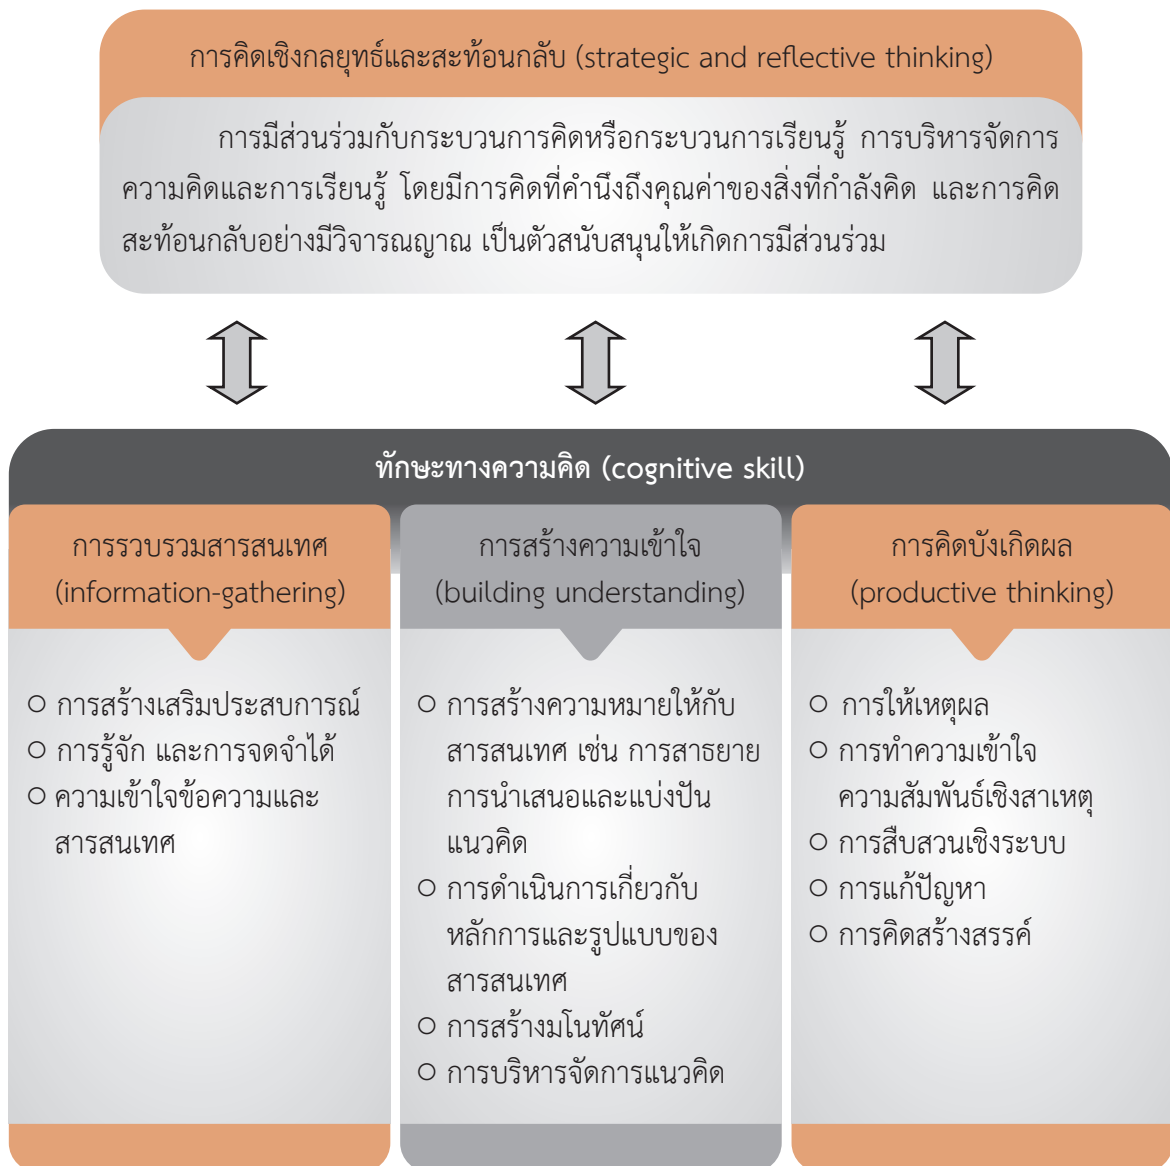 การคิดเชิงกลยุทธ์และสะท้อนกลับ (strategic and reflective thinking)
การมีส่วนร่วมกับกระบวนการคิดหรือกระบวนการเรียนรู้ การบริหารจัดการ
ความคิดและการเรียนรู้ โดยมีการคิดที่คำนึงถึงคุณค่าของสิ่งที่กำลังคิด และการคิด
สะท้อนกลับอย่างมีวิจารณญาณ เป็นตัวสนับสนุนให้เกิดการมีส่วนร่วม
ทักษะทางความคิด (cognitive skill)
การรวบรวมสารสนเทศ
(information-gathering)
○ การสร้างเสริมประสบการณ์
○ การรู้จัก และการจดจำได้
○ ความเข้าใจข้อความและ
สารสนเทศ
การสร้างความเข้าใจ
(building understanding)
○ การสร้างความหมายให้กับ
สารสนเทศ เช่น การสาธยาย
การนำเสนอและแบ่งปัน
แนวคิด
○ การดำเนินการเกี่ยวกับ
หลักการและรูปแบบของ
สารสนเทศ
○ การสร้างมโนทัศน์
○ การบริหารจัดการแนวคิด
การคิดบังเกิดผล
(productive thinking)
○ การให้เหตุผล
○ การทำความเข้าใจ
ความสัมพันธ์เชิงสาเหตุ
○ การสืบสวนเชิงระบบ
○ การแก้ปัญหา
○ การคิดสร้างสรรค์